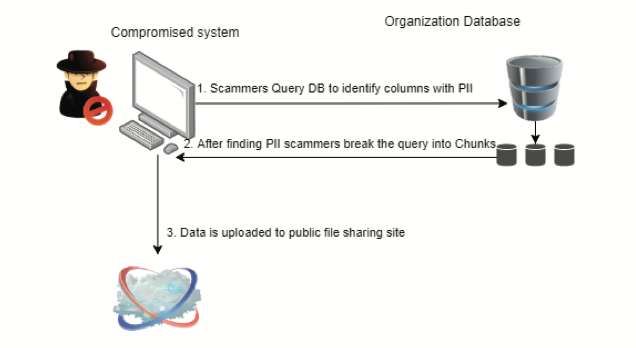 Organization Database
Compromised system
1. Scammers Query DB to identify columns with PII
2. After finding PII scammers break the query into Chunks
3. Data is uploaded to public file sharing site